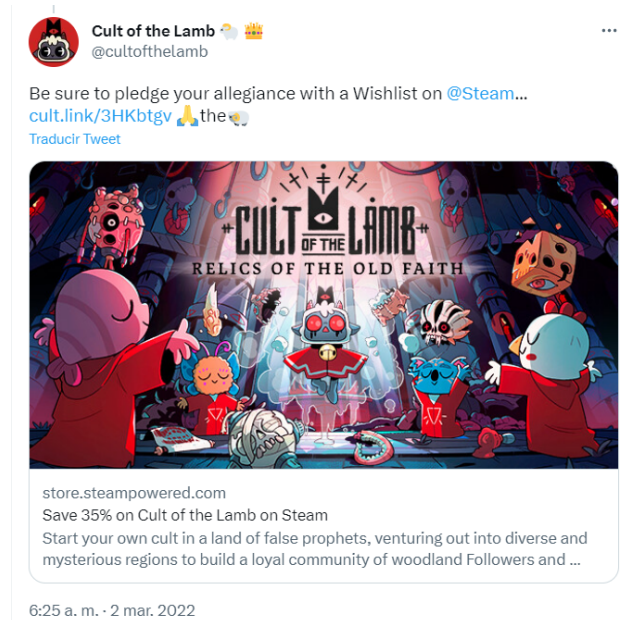 Cult of the Lamb 🐑 👑
@cultofthelamb
Be sure to pledge your allegiance with a Wishlist on @Steam...
cult.link/3HKbtgv 🙏the🐑
Traducir Tweet
CULT OF THE LAMB
RELICS OF THE OLD FAITH
store.steampowered.com
Save 35% on Cult of the Lamb on Steam
Start your own cult in a land of false prophets, venturing out into diverse and
mysterious regions to build a loyal community of woodland Followers and ...
6:25 a. m. · 2 mar. 2022